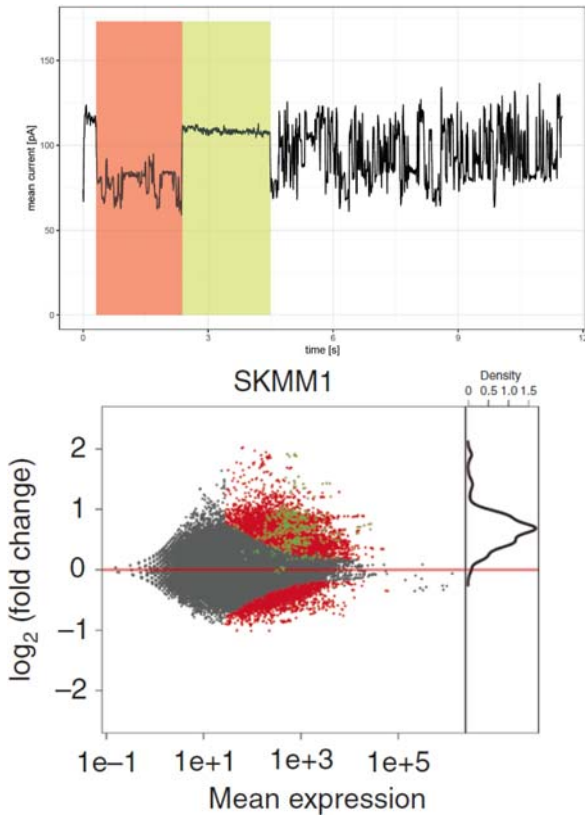 150
100
50
0
mean current [pA]
0 3 6 9 12
time [s]
SKMM1
Density
0 0.5 1.0 1.5
2
1
0
−1
−2
log2 (fold change)
1e−1 1e+1 1e+3 1e+5
Mean expression